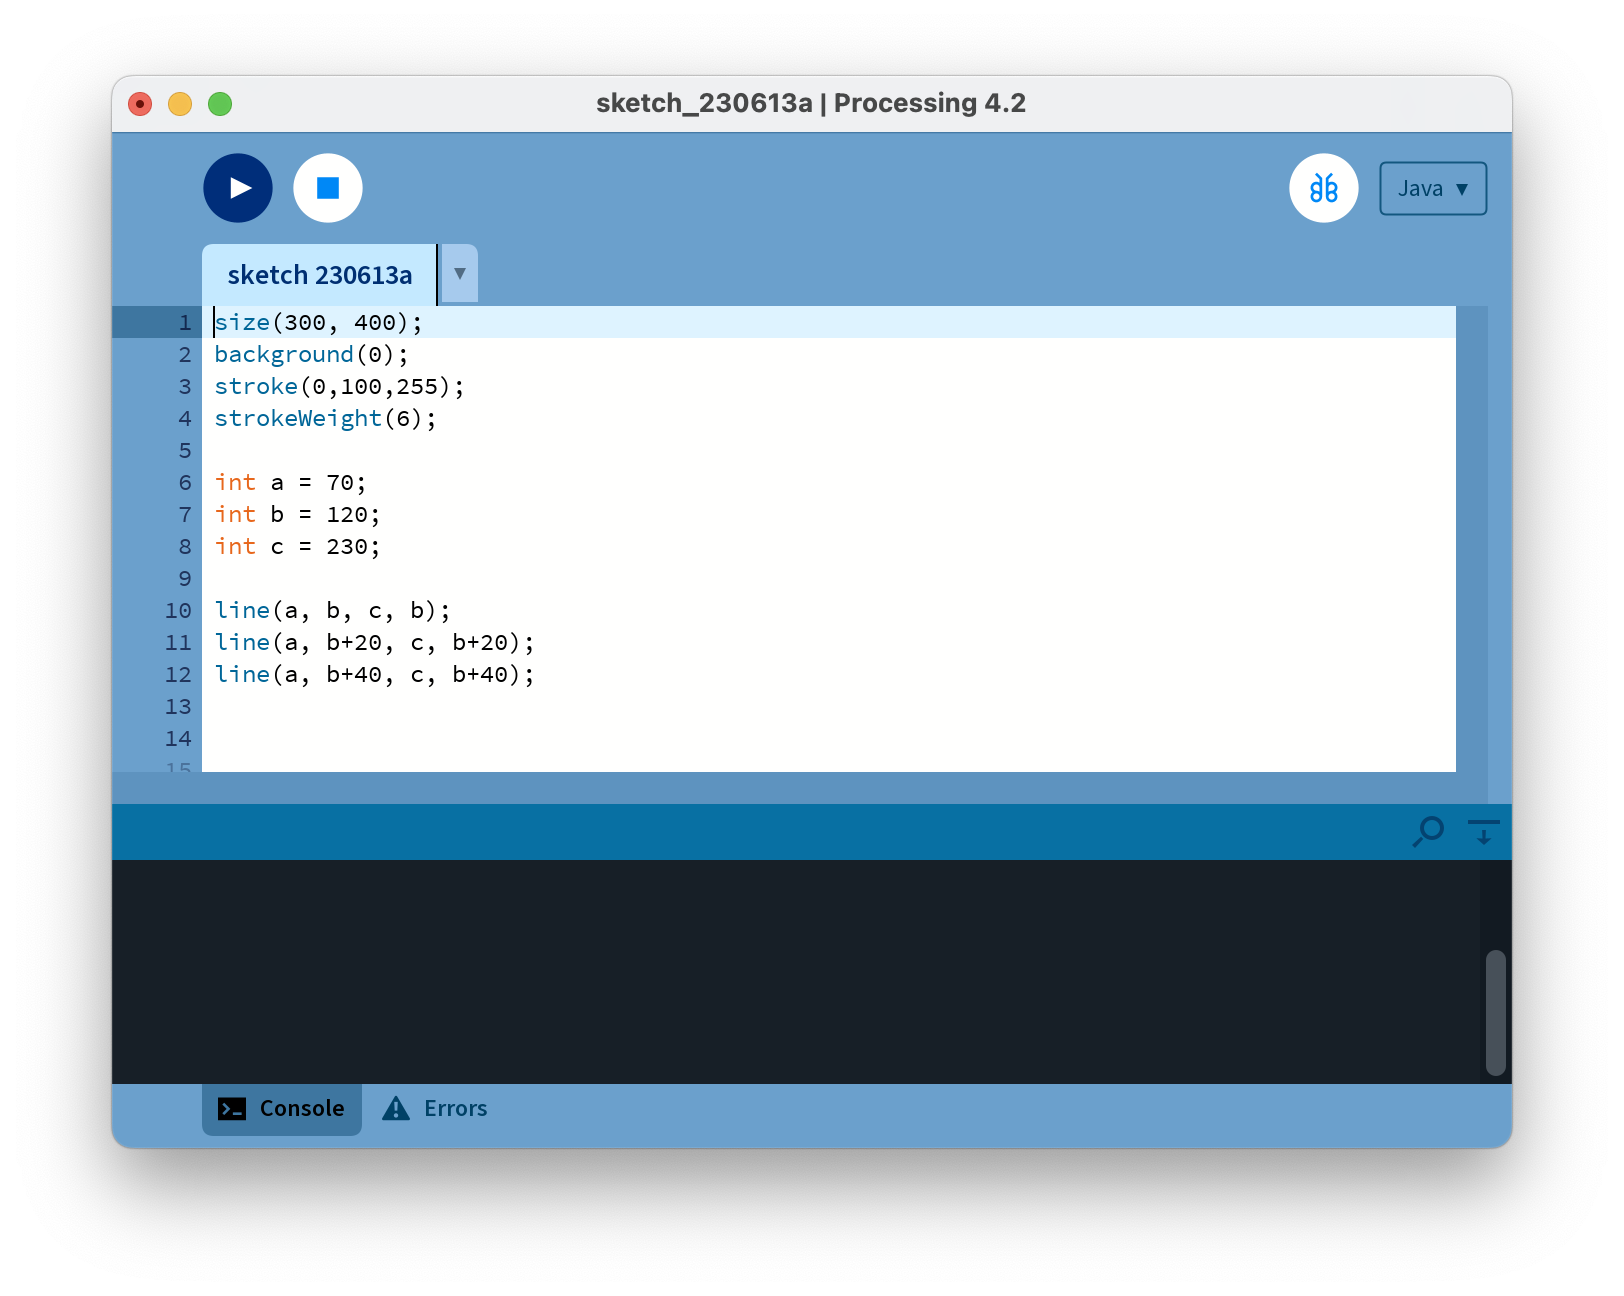 sketch_230613a | Processing 4.2
Java ▼
sketch 230613a ▼
1 size(300, 400);
2 background(0);
3 stroke(0,100,255);
4 strokeWeight(6);
5
6 int a = 70;
7 int b = 120;
8 int c = 230;
9
10 line(a, b, c, b);
11 line(a, b+20, c, b+20);
12 line(a, b+40, c, b+40);
13
14
15
Console Errors